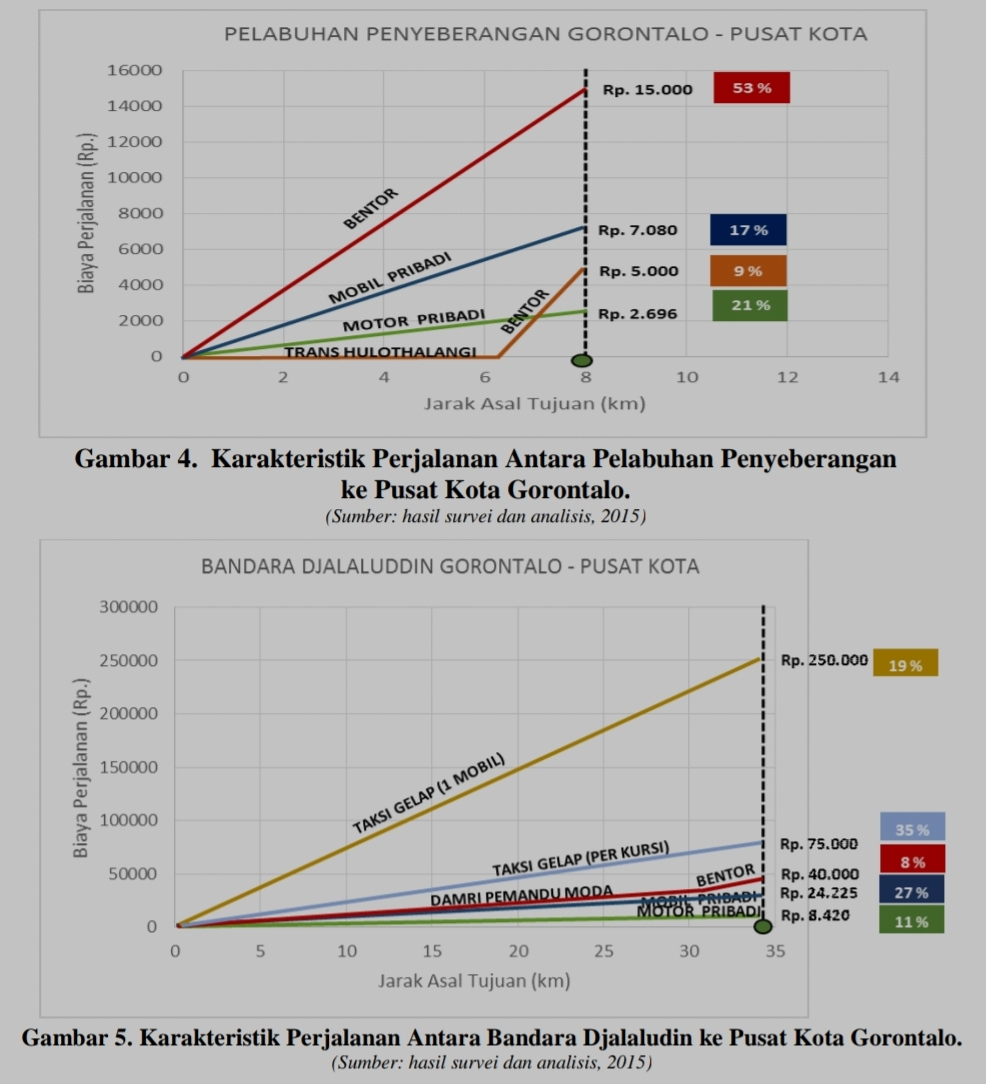 PELABUHAN PENYEBERANGAN GORONTALO - PUSAT KOTA
16000
14000
12000
10000
8000
6000
4000
2000
0
Biaya Perjalanan (Rp.)
BENTOR
MOBIL PRIBADI
MOTOR PRIBADI
BENTOR
TRANS HULOTHALANGI
Rp. 15.000 53 %
Rp. 7.080 17 %
Rp. 5.000 9 %
Rp. 2.696 21 %
0 2 4 6 8 10 12 14
Jarak Asal Tujuan (km)
Gambar 4. Karakteristik Perjalanan Antara Pelabuhan Penyeberangan
ke Pusat Kota Gorontalo.
(Sumber: hasil survei dan analisis, 2015)
BANDARA DJALALUDDIN GORONTALO - PUSAT KOTA
300000
250000
200000
150000
100000
50000
0
Biaya Perjalanan (Rp.)
TAKSI GELAP (1 MOBIL)
TAKSI GELAP (PER KURSI)
BENTOR
DAMRI PEMANDU MODA
MOBIL PRIBADI
MOTOR PRIBADI
Rp. 250.000 19 %
Rp. 75.000 35 %
Rp. 40.000 8 %
Rp. 24.225 27 %
Rp. 8.420 11 %
0 5 10 15 20 25 30 35
Jarak Asal Tujuan (km)
Gambar 5. Karakteristik Perjalanan Antara Bandara Djalaludin ke Pusat Kota Gorontalo.
(Sumber: hasil survei dan analisis, 2015)